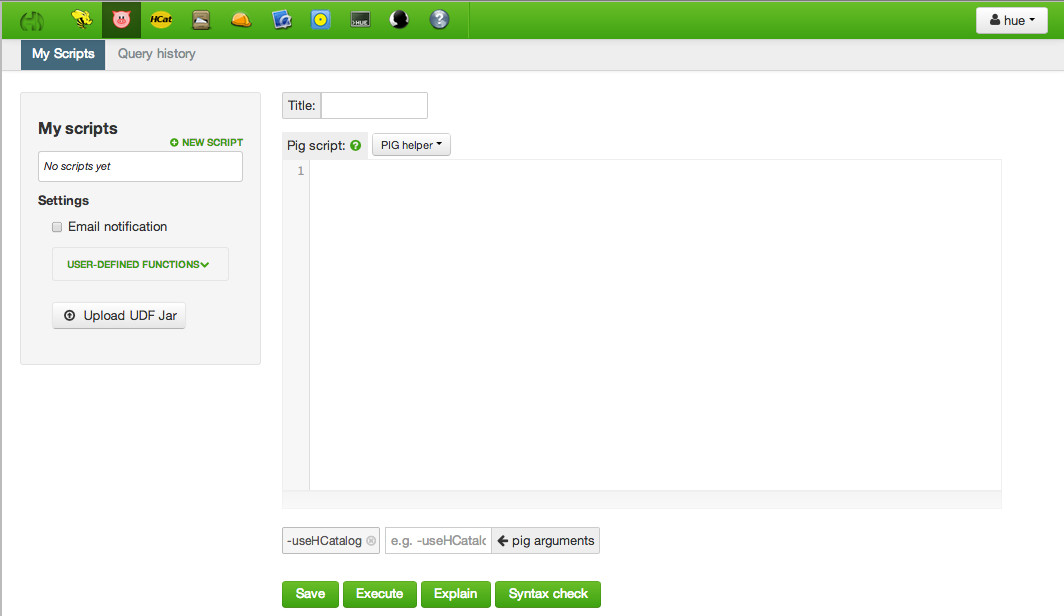 HCat
HUE
?
hue
My Scripts Query history
My scripts
NEW SCRIPT
No scripts yet
Settings
Email notification
USER-DEFINED FUNCTIONS
Upload UDF Jar
Title:
Pig script: ? PIG helper
1
-useHCatalog e.g. -useHCatalo pig arguments
Save Execute Explain Syntax check